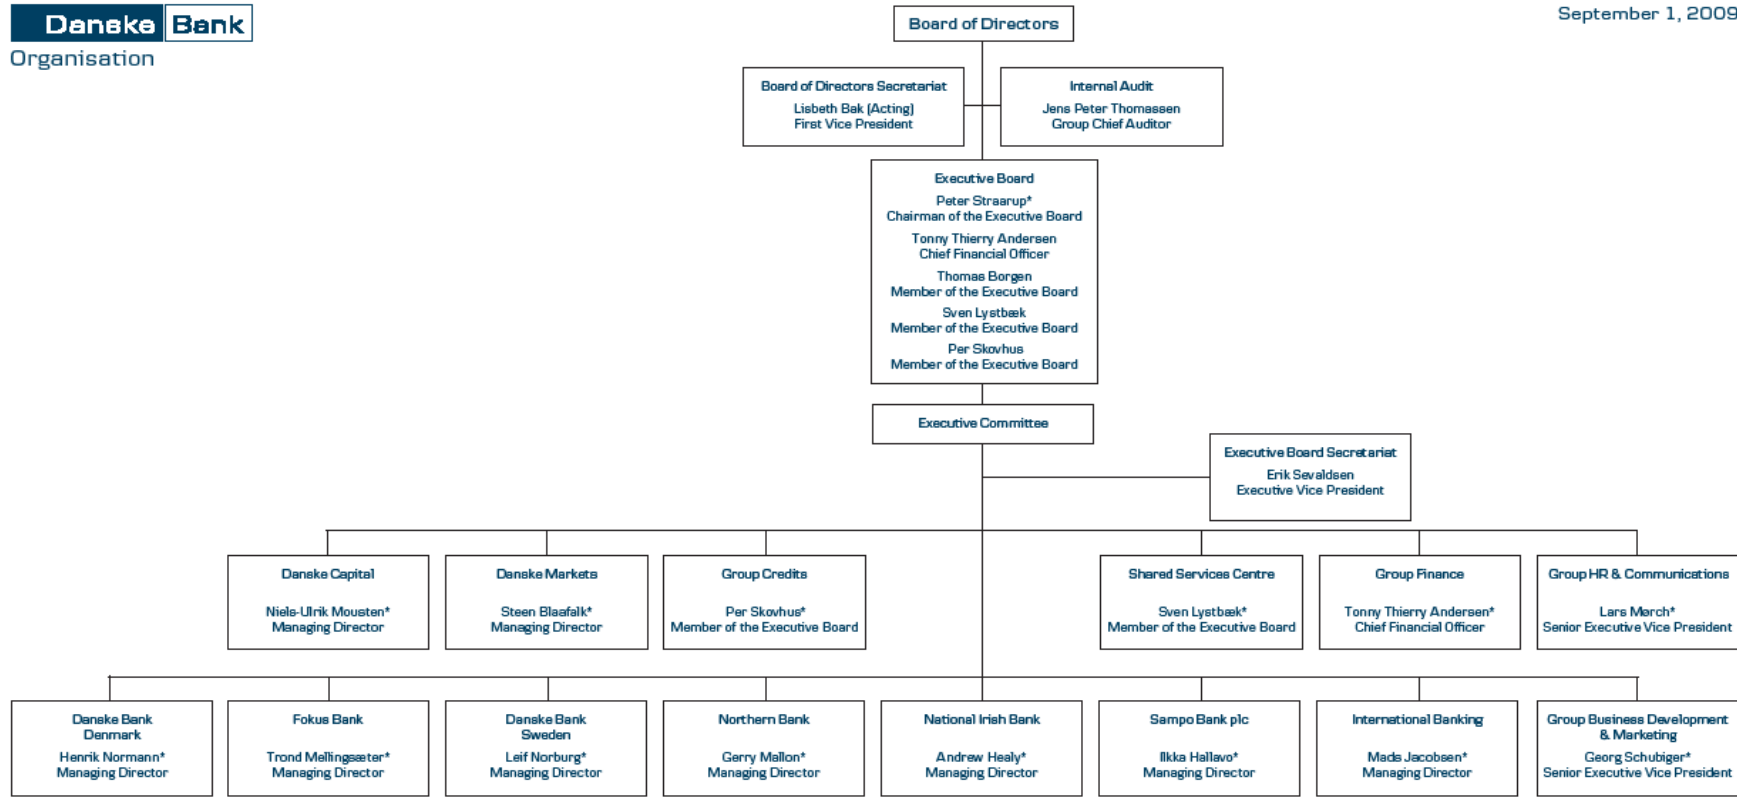 Danske Bank
Organisation
September 1, 2009
Board of Directors
Board of Directors Secretariat
Lisbeth Bak (Acting)
First Vice President
Internal Audit
Jens Peter Thomassen
Group Chief Auditor
Executive Board
Peter Straarup*
Chairman of the Executive Board
Tonny Thierry Andersen
Chief Financial Officer
Thomas Borgen
Member of the Executive Board
Sven Lystbæk
Member of the Executive Board
Per Skovhus
Member of the Executive Board
Executive Committee
Executive Board Secretariat
Erik Sevaldsen
Executive Vice President
Danske Capital
Niels-Ulrik Mousten*
Managing Director
Danske Markets
Steen Blaafalk*
Managing Director
Group Credits
Per Skovhus*
Member of the Executive Board
Shared Services Centre
Sven Lystbæk*
Member of the Executive Board
Group Finance
Tonny Thierry Andersen*
Chief Financial Officer
Group HR & Communications
Lars Mørch*
Senior Executive Vice President
Danske Bank
Denmark
Henrik Normann*
Managing Director
Fokus Bank
Trond Mellingsæter*
Managing Director
Danske Bank
Sweden
Leif Norburg*
Managing Director
Northern Bank
Gerry Mallon*
Managing Director
National Irish Bank
Andrew Healy*
Managing Director
Sampo Bank plc
Ilkka Hallavo*
Managing Director
International Banking
Mads Jacobsen*
Managing Director
Group Business Development
& Marketing
Georg Schubiger*
Senior Executive Vice President